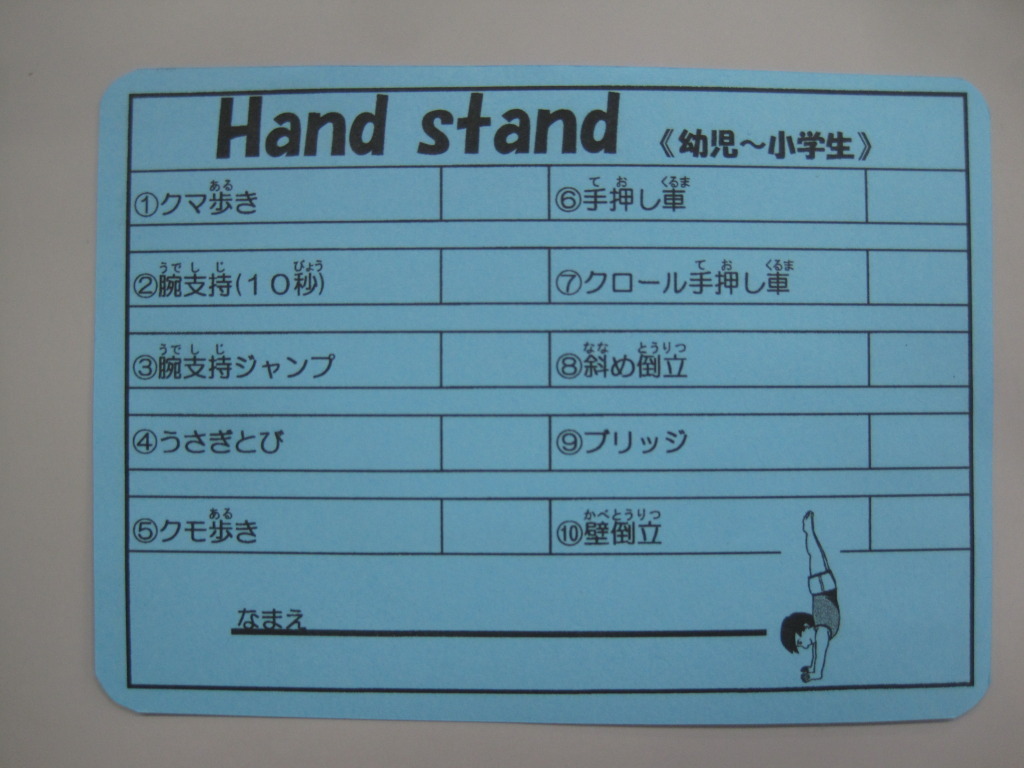 Hand stand 《幼児～小学生》
①クマ歩き
②腕支持(１０秒)
③腕支持ジャンプ
④うさぎとび
⑤クモ歩き
⑥手押し車
⑦クロール手押し車
⑧斜め倒立
⑨ブリッジ
⑩壁倒立
なまえ